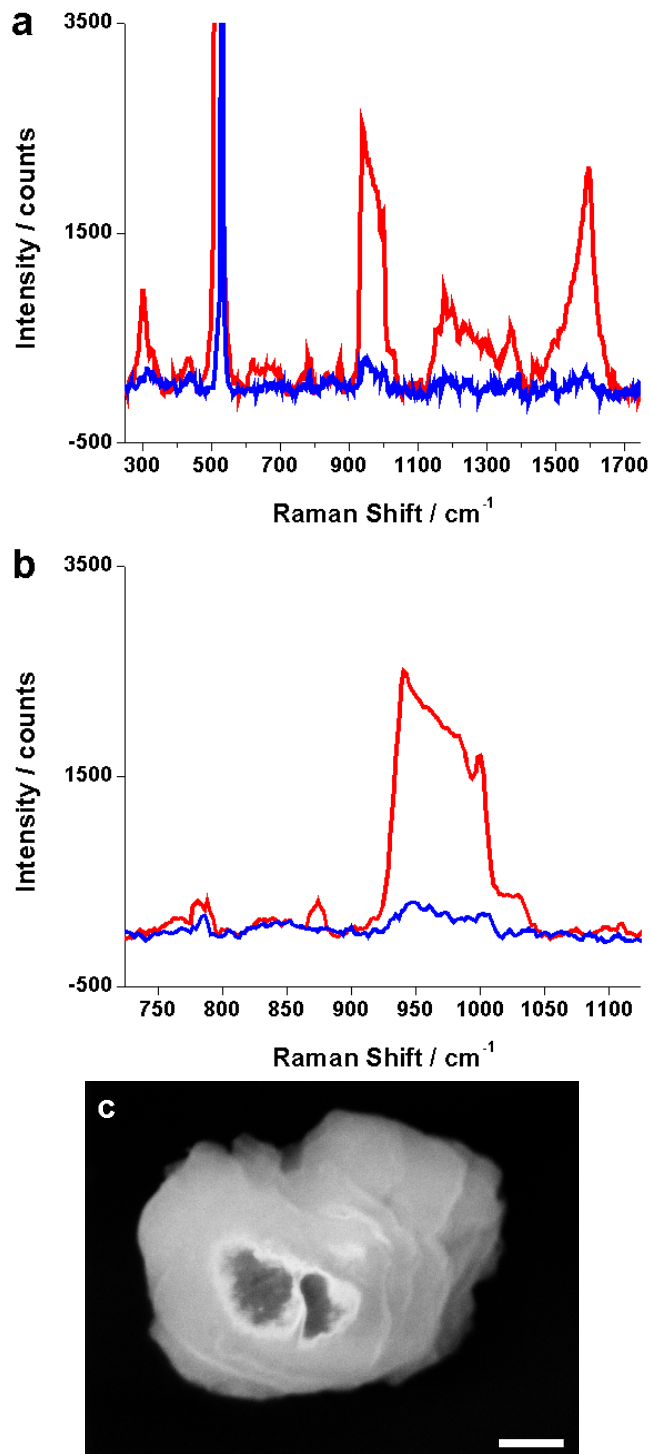 a
3500
1500
-500
Intensity / counts
300 500 700 900 1100 1300 1500 1700
Raman Shift / cm-1
b
3500
1500
-500
Intensity / counts
750 800 850 900 950 1000 1050 1100
Raman Shift / cm-1
c